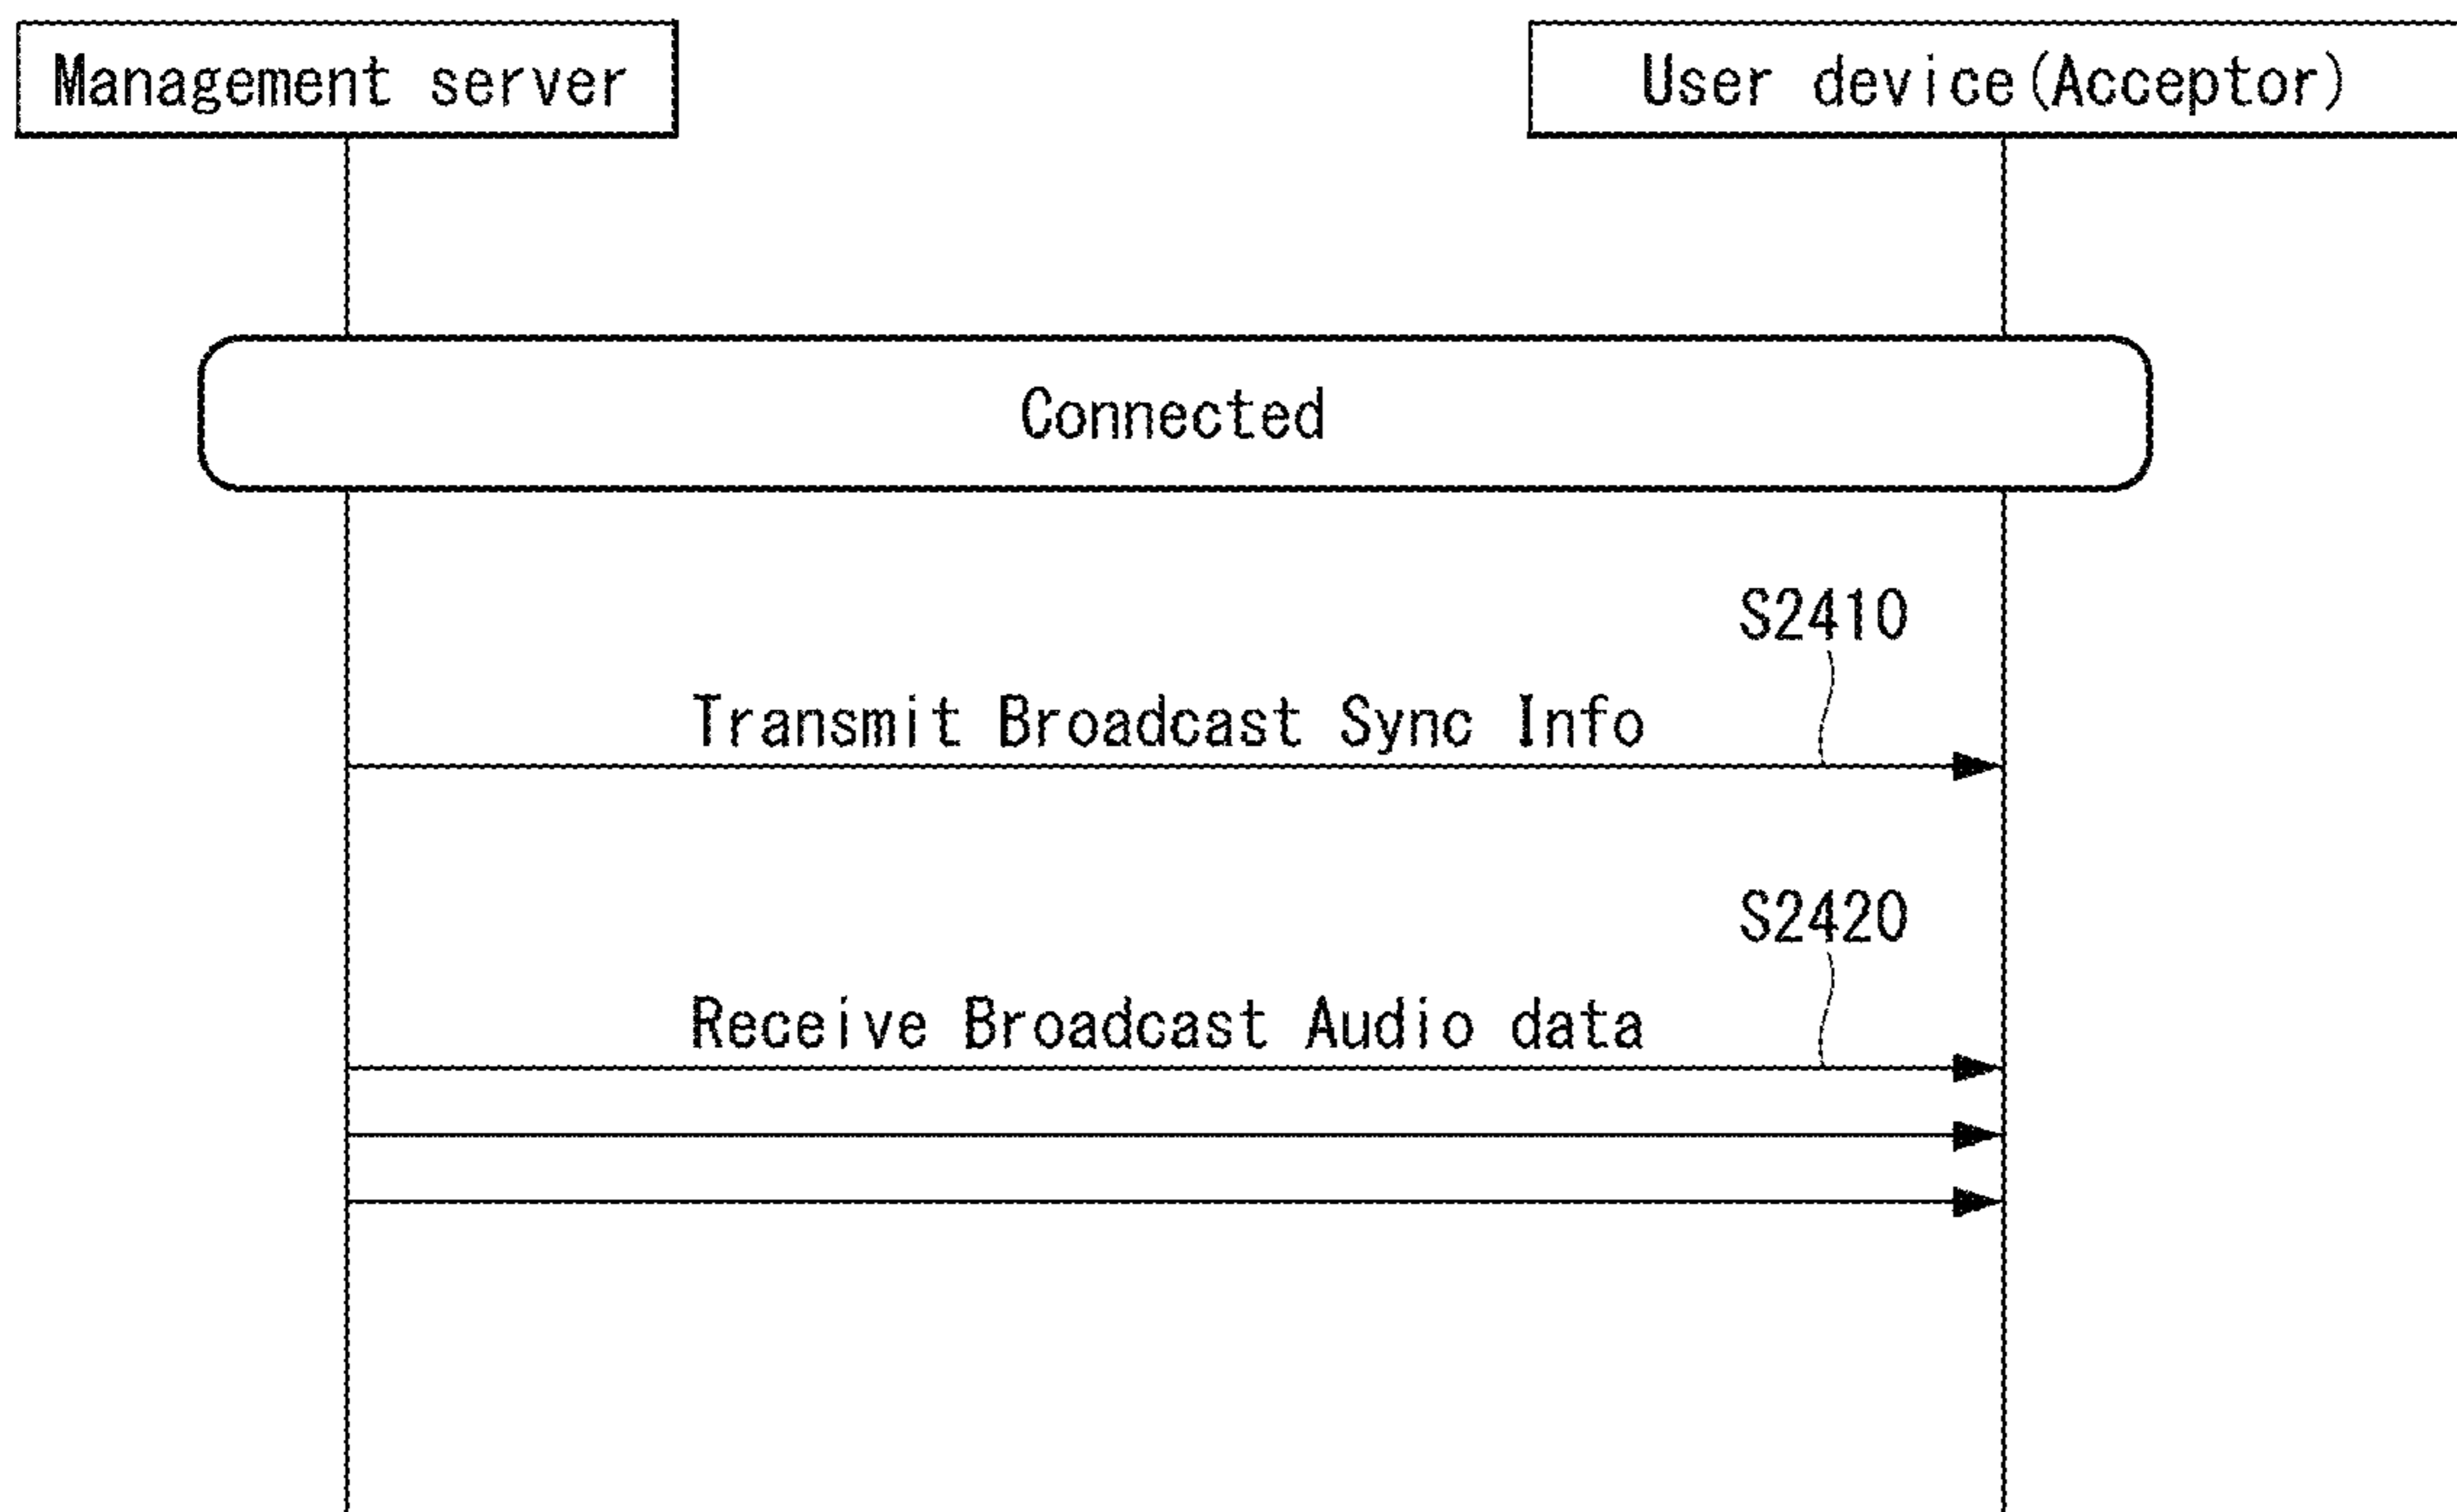 Management server
User device(Acceptor)
Connected
S2410
Transmit Broadcast Sync Info
S2420
Receive Broadcast Audio data